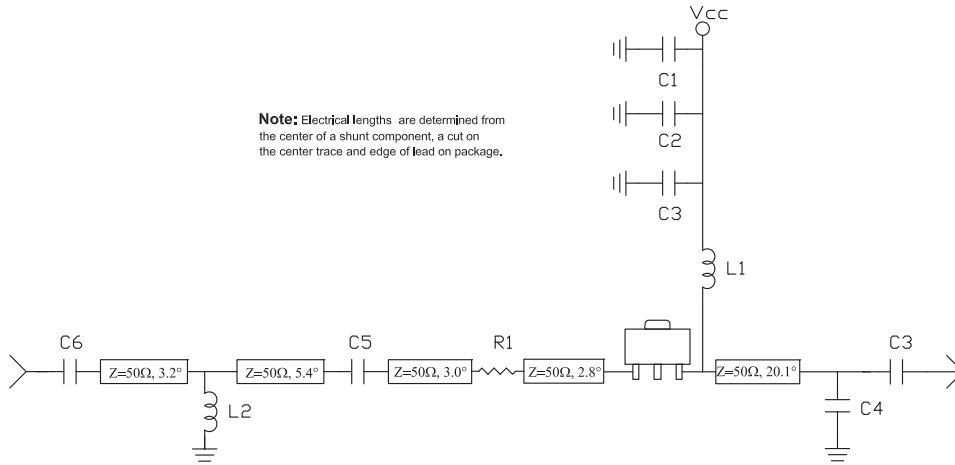 Vcc
C1
Note: Electrical lengths are determined from
the center of a shunt component, a cut on
the center trace and edge of lead on package.
C2
C3
L1
C6
C5
R1
C3
Z=50Ω, 3.2°
Z=50Ω, 5.4°
Z=50Ω, 3.0°
Z=50Ω, 2.8°
Z=50Ω, 20.1°
L2
C4